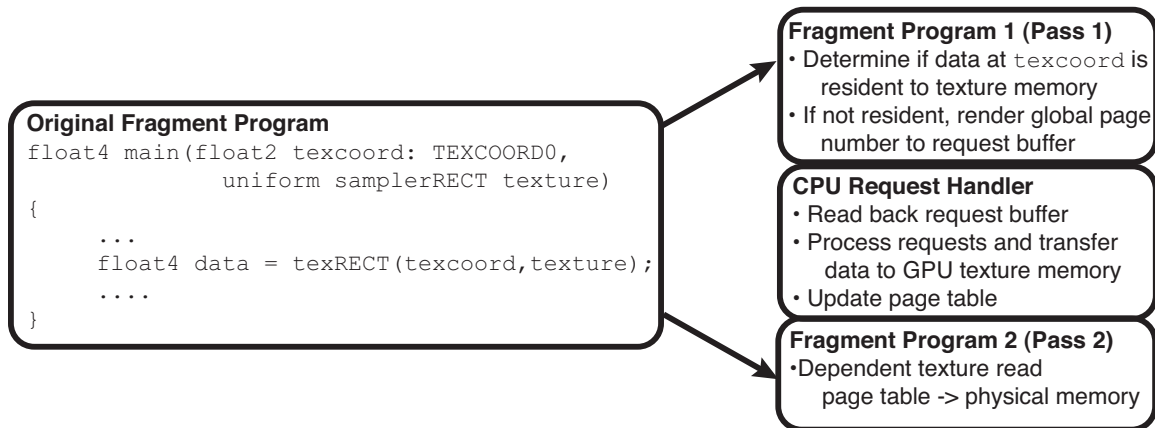 Original Fragment Program
float4 main(float2 texcoord: TEXCOORD0,
uniform samplerRECT texture)
{
...
float4 data = texRECT(texcoord,texture);
....
}
Fragment Program 1 (Pass 1)
• Determine if data at texcoord is
resident to texture memory
• If not resident, render global page
number to request buffer
CPU Request Handler
• Read back request buffer
• Process requests and transfer
data to GPU texture memory
• Update page table
Fragment Program 2 (Pass 2)
•Dependent texture read
page table -> physical memory